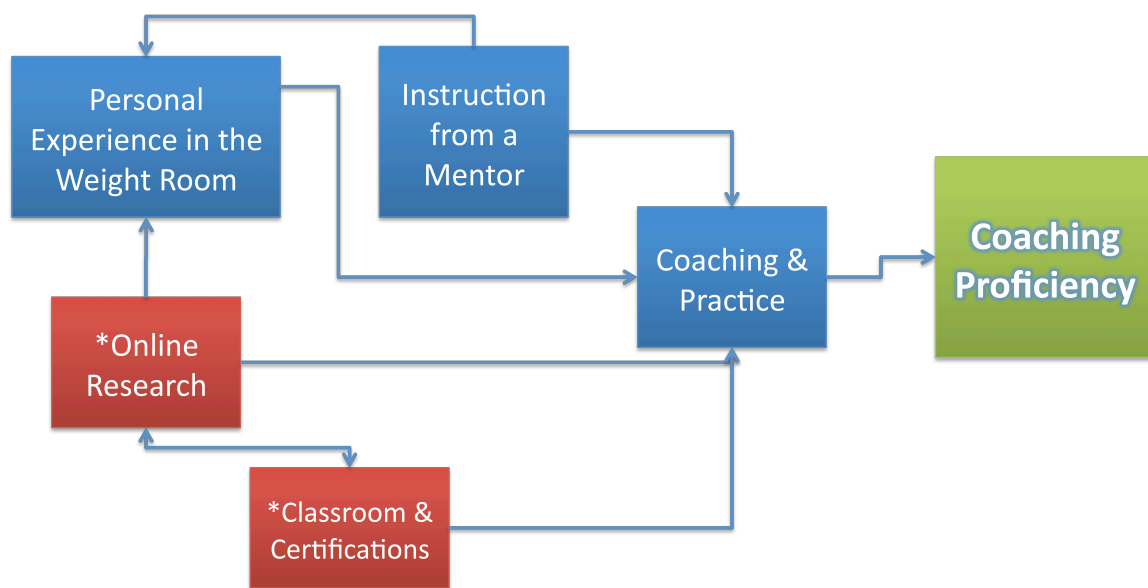 Personal
Experience in the
Weight Room
Instruction
from a
Mentor
Coaching &
Practice
Coaching
Proficiency
*Online
Research
*Classroom &
Certifications